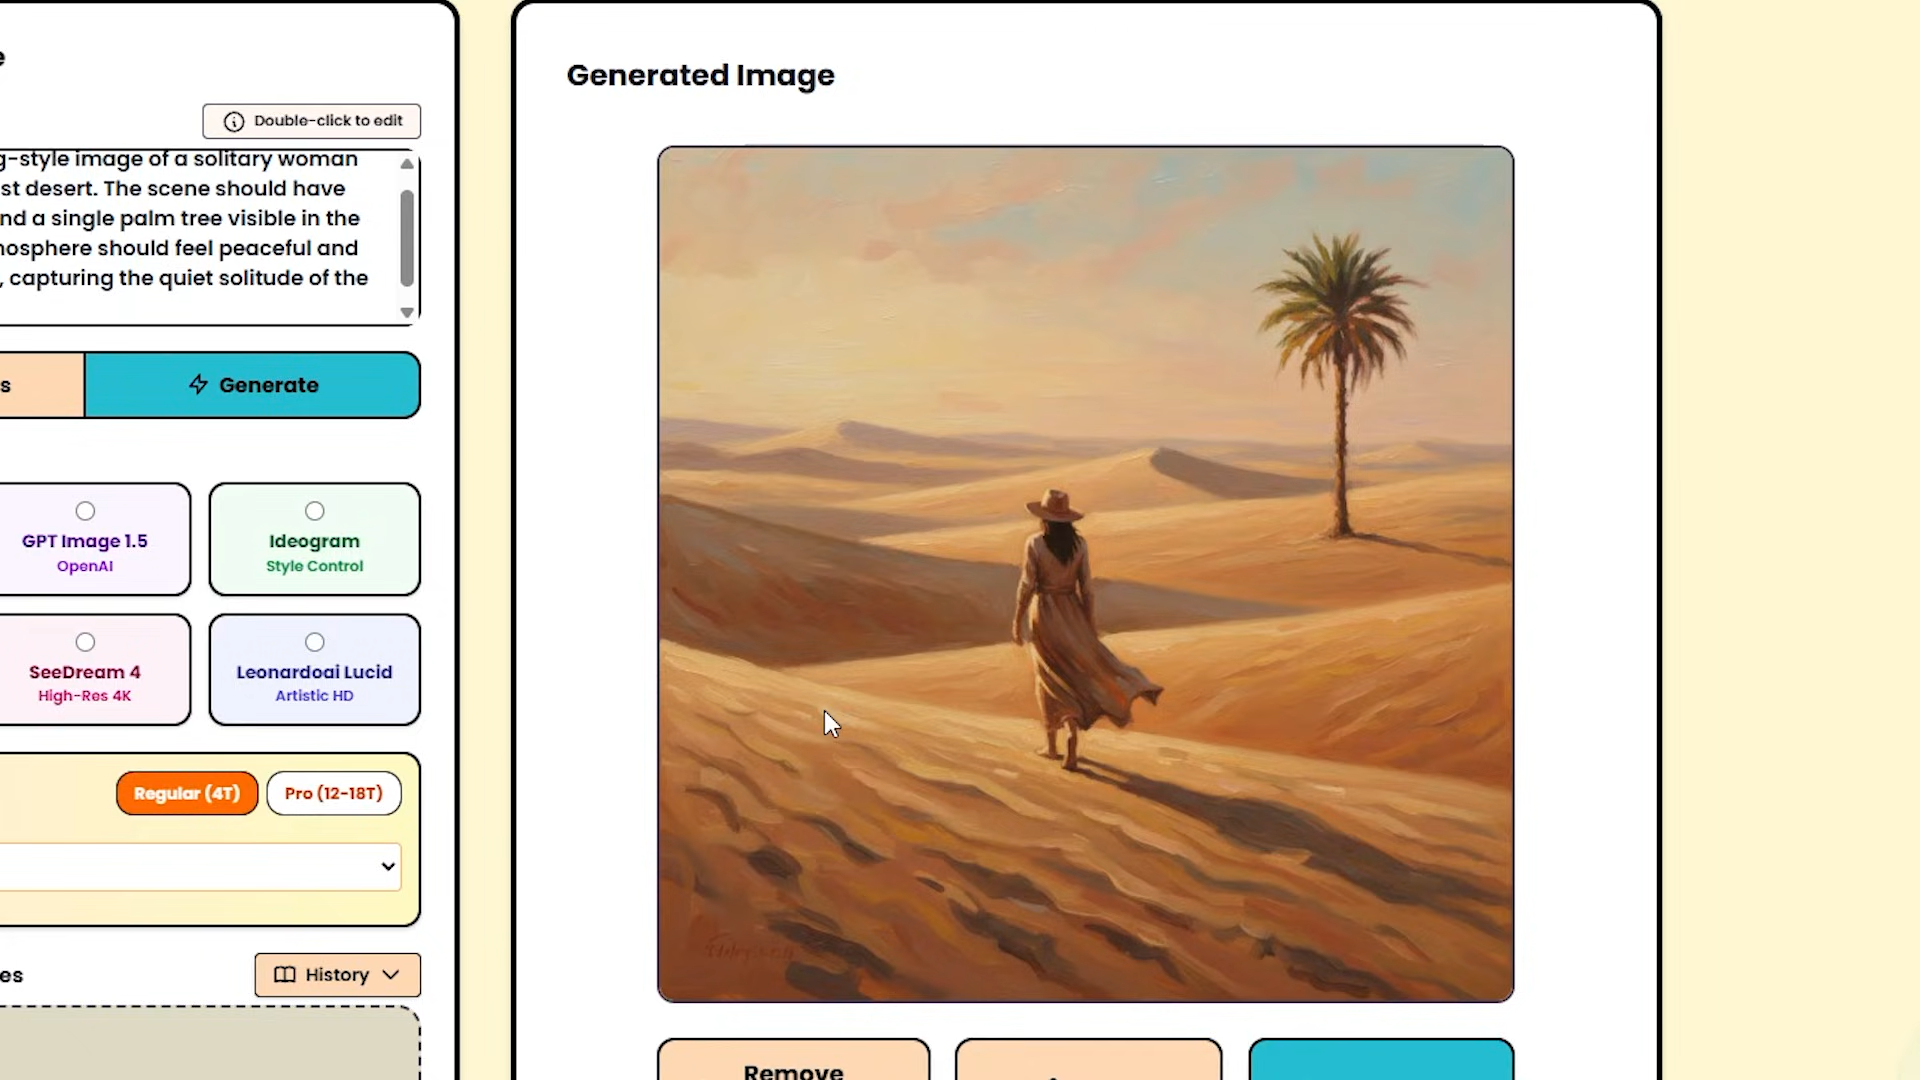 e
Double-click to edit
g-style image of a solitary woman
st desert. The scene should have
nd a single palm tree visible in the
nosphere should feel peaceful and
, capturing the quiet solitude of the
s
Generate
GPT Image 1.5
OpenAI
Ideogram
Style Control
SeeDream 4
High-Res 4K
Leonardoai Lucid
Artistic HD
Regular (4T)
Pro (12-18T)
es
History
Generated Image
Remove